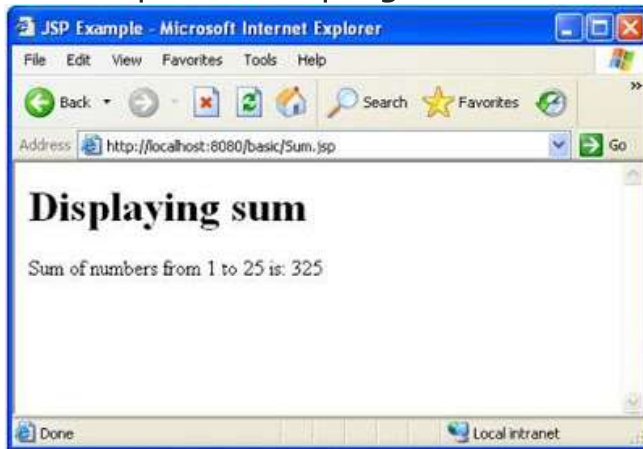 JSP Example - Microsoft Internet Explorer
File Edit View Favorites Tools Help
Back Search Favorites
Address http://localhost:8080/basic/Sum.jsp Go
Displaying sum
Sum of numbers from 1 to 25 is: 325
Done Local intranet